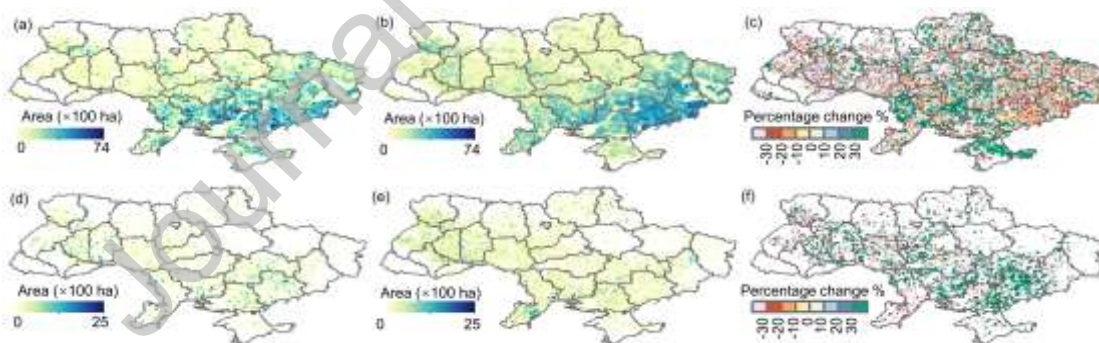 (a)
(b)
(c)
Area (×100 ha)
0 74
Area (×100 ha)
0 74
Percentage change %
-30
-20
-10
0
10
20
30
(d)
(e)
(f)
Area (×100 ha)
0 25
Area (×100 ha)
0 25
Percentage change %
-30
-20
-10
0
10
20
30
Journal